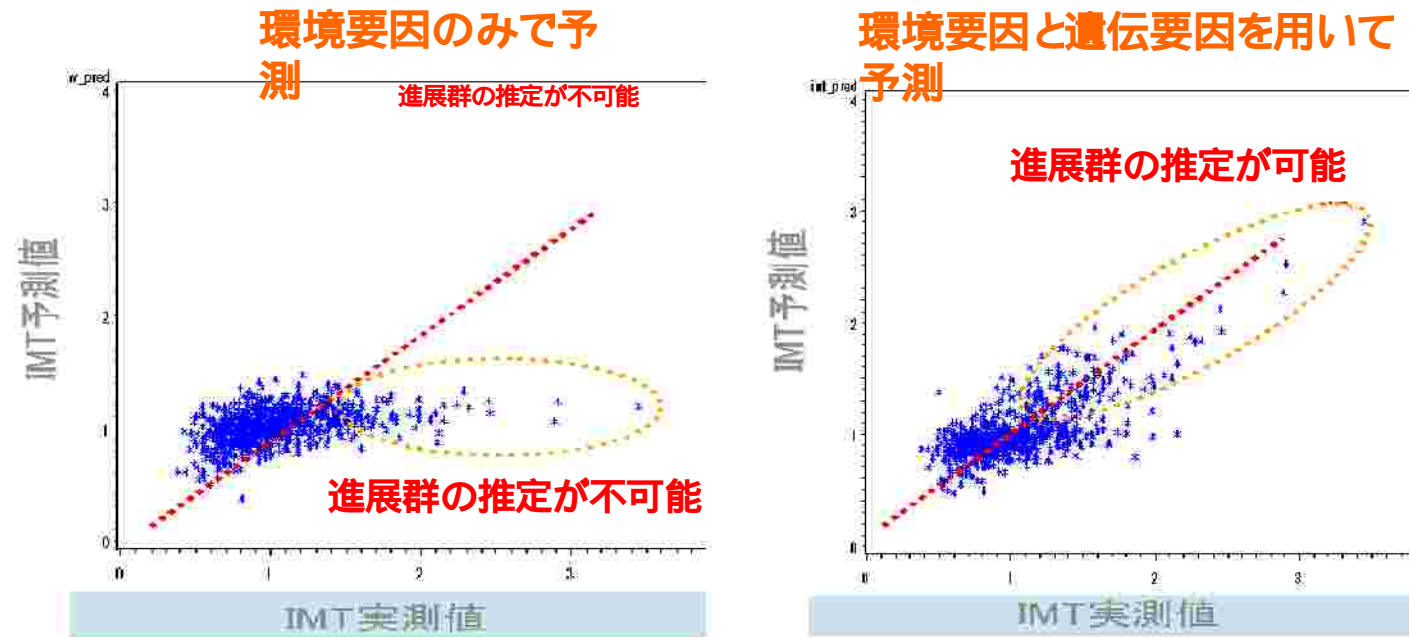 環境要因のみで予
測
進展群の推定が不可能
4
3
2
1
0
0
1
2
3
IMT予測値
進展群の推定が不可能
IMT実測値
環境要因と遺伝要因を用いて
予測
imt_pred
4
3
2
1
0
0
1
2
3
IMT予測値
進展群の推定が可能
IMT実測値